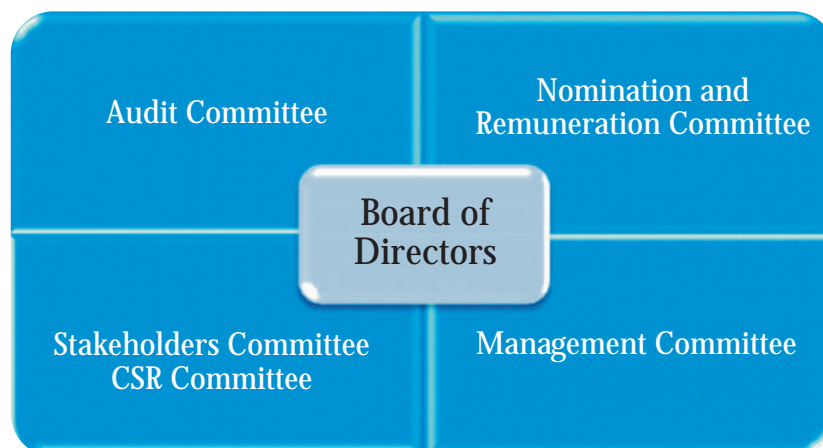 Audit Committee
Nomination and
Remuneration Committee
Board of
Directors
Stakeholders Committee
CSR Committee
Management Committee